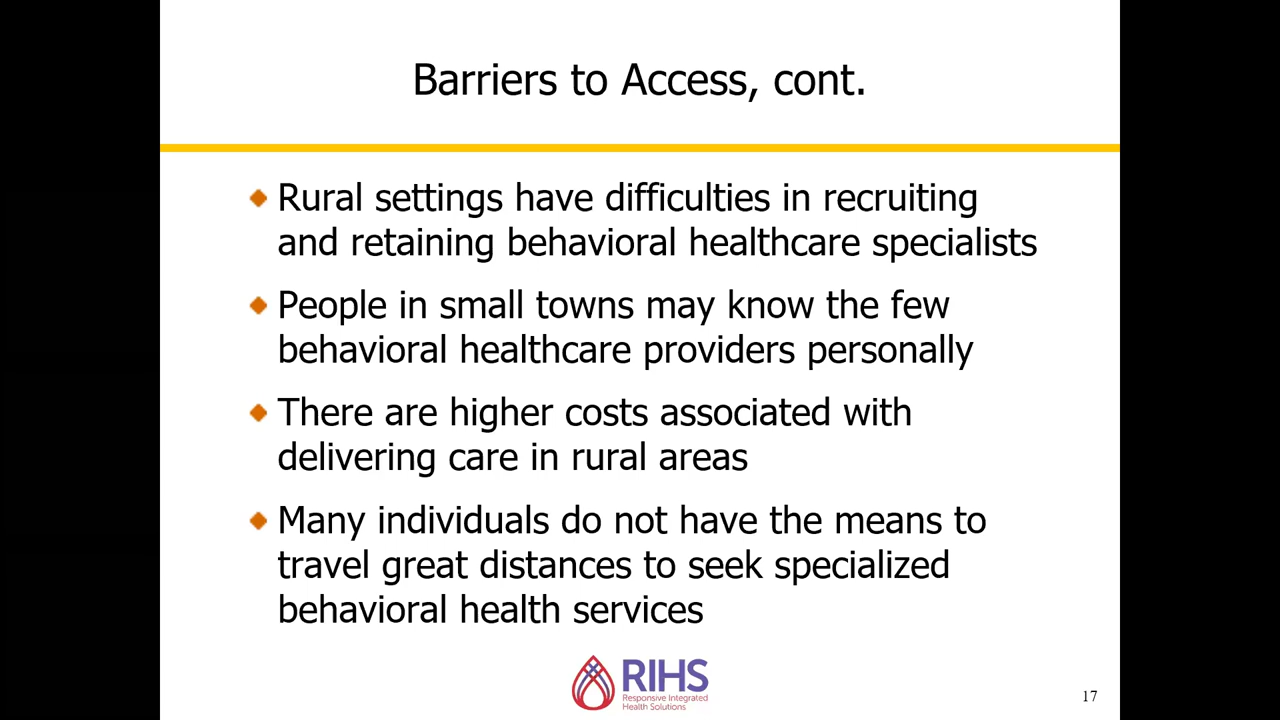 Barriers to Access, cont.
Rural settings have difficulties in recruiting
and retaining behavioral healthcare specialists
People in small towns may know the few
behavioral healthcare providers personally
There are higher costs associated with
delivering care in rural areas
Many individuals do not have the means to
travel great distances to seek specialized
behavioral health services
RIHS
Responsive Integrated
Health Solutions
17